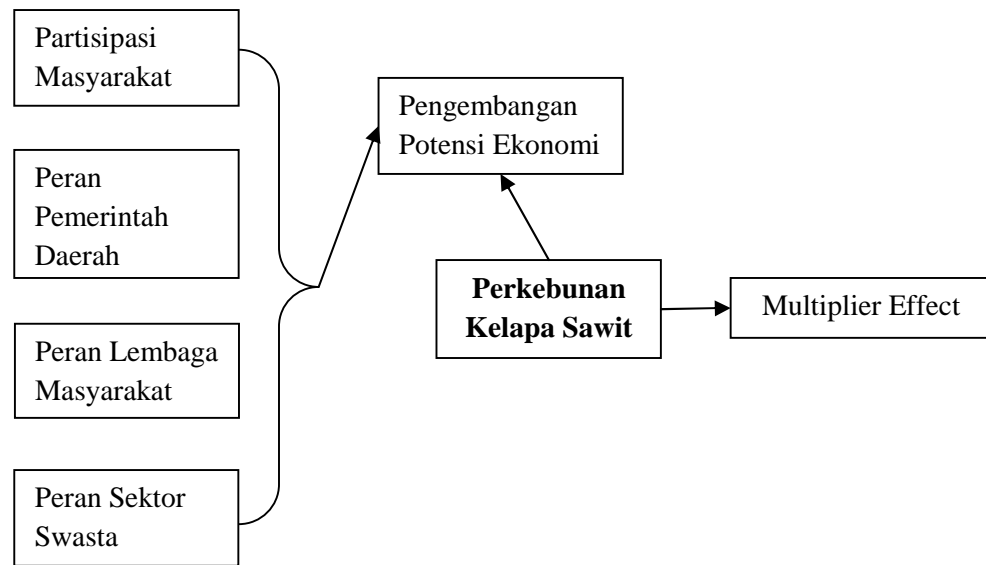 Partisipasi
Masyarakat
Peran
Pemerintah
Daerah
Peran Lembaga
Masyarakat
Peran Sektor
Swasta
Pengembangan
Potensi Ekonomi
Perkebunan
Kelapa Sawit
Multiplier Effect